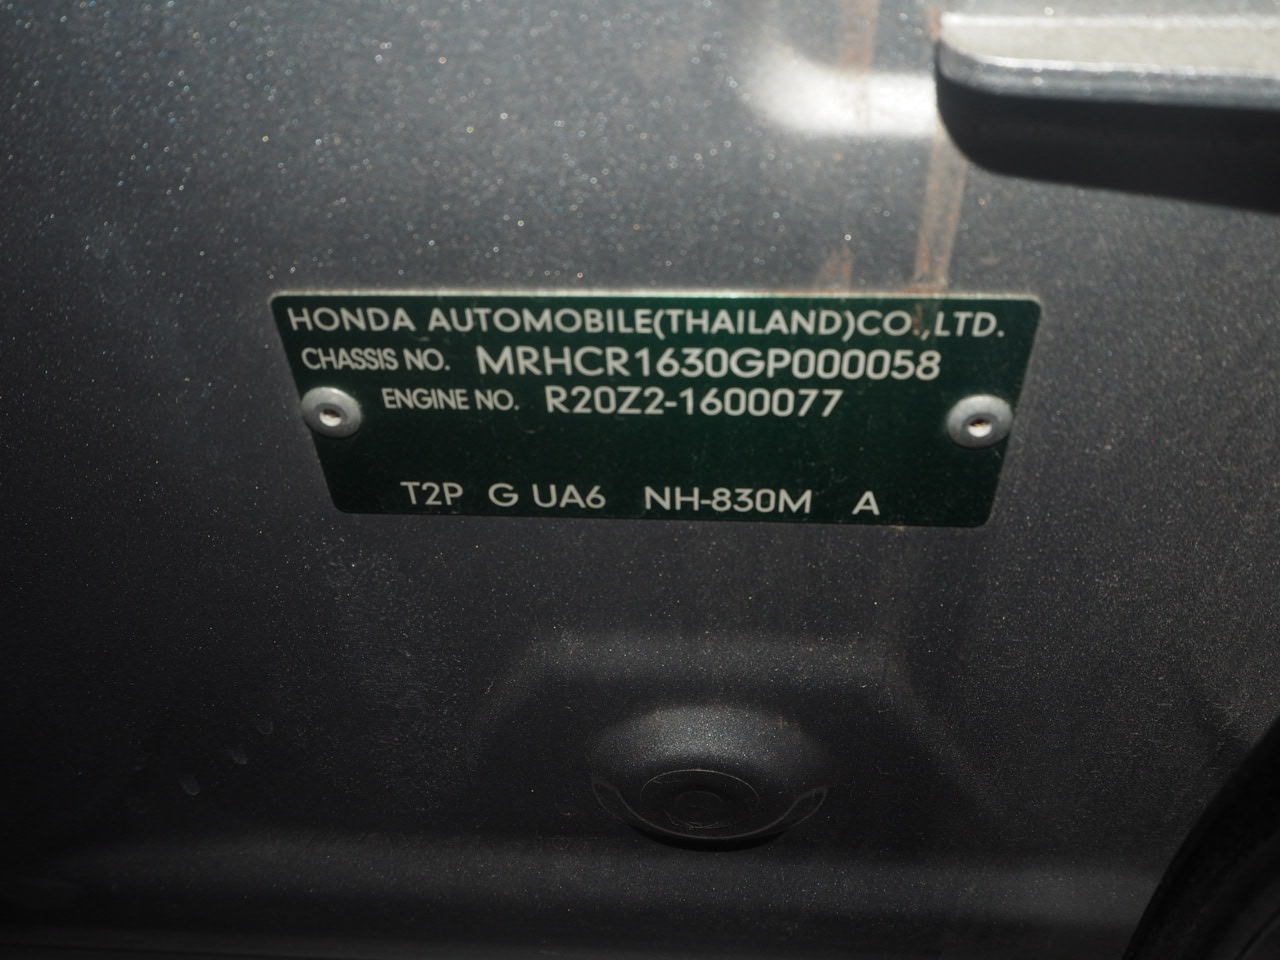 HONDA AUTOMOBILE(THAILAND)CO.,LTD.
CHASSIS NO. MRHCR1630GP000058
ENGINE NO. R20Z2-1600077
T2P G UA6 NH-830M A